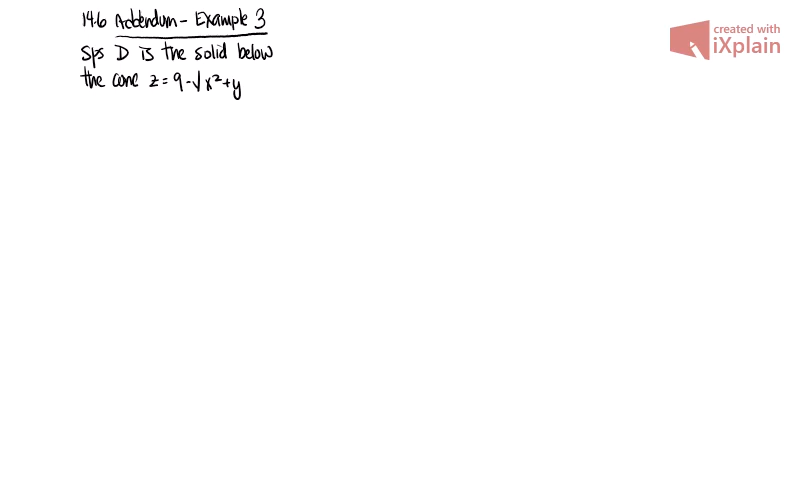 14.6 Addendum - Example 3
Sps D is the solid below
the cone z = 9 - √x² + y
created with
iXplain